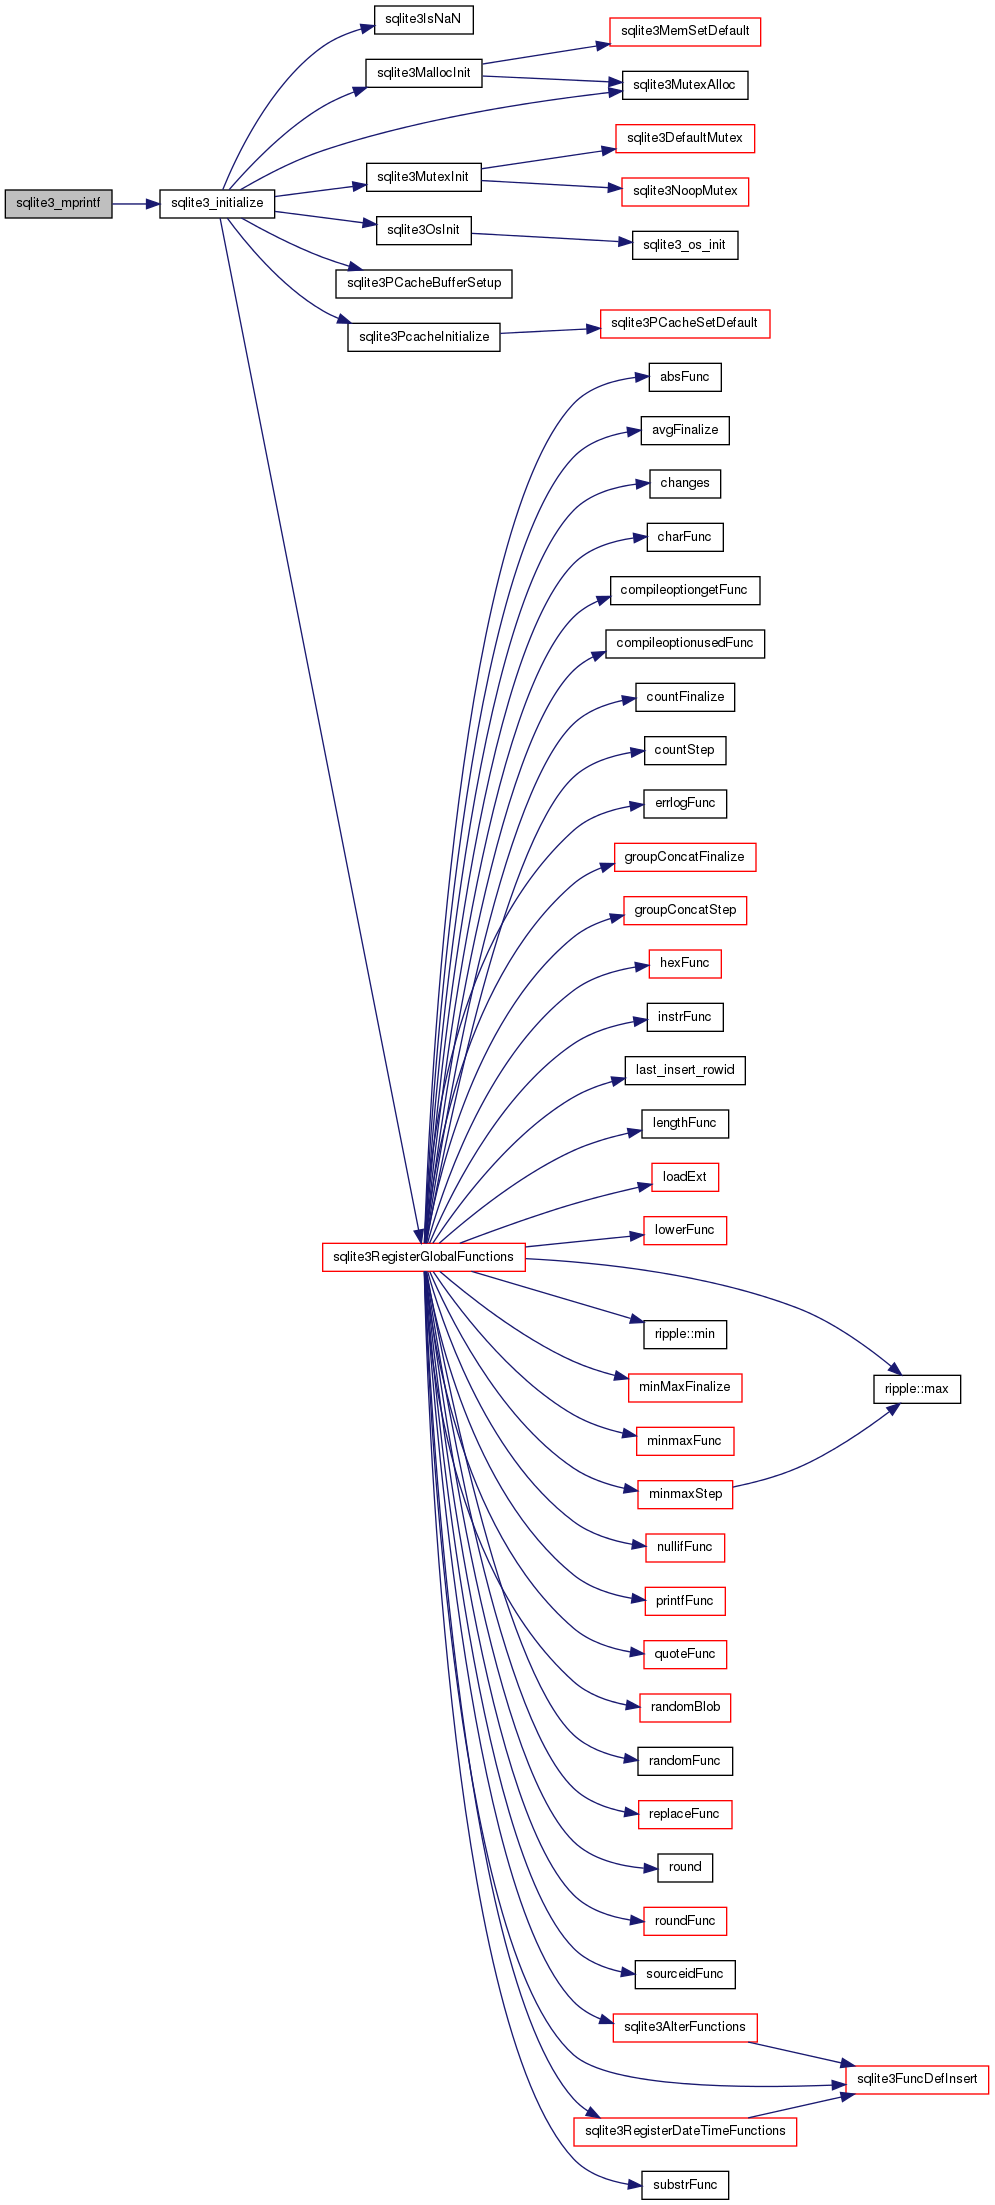 sqlite3IsNaN
sqlite3MemSetDefault
sqlite3MallocInit
sqlite3MutexAlloc
sqlite3DefaultMutex
sqlite3MutexInit
sqlite3NoopMutex
sqlite3_mprintf
sqlite3_initialize
sqlite3OsInit
sqlite3_os_init
sqlite3PCacheBufferSetup
sqlite3PCacheSetDefault
sqlite3PcacheInitialize
absFunc
avgFinalize
changes
charFunc
compileoptiongetFunc
compileoptionusedFunc
countFinalize
countStep
errlogFunc
groupConcatFinalize
groupConcatStep
hexFunc
instrFunc
last_insert_rowid
lengthFunc
loadExt
lowerFunc
sqlite3RegisterGlobalFunctions
ripple::min
minMaxFinalize
ripple::max
minmaxFunc
minmaxStep
nullifFunc
printfFunc
quoteFunc
randomBlob
randomFunc
replaceFunc
round
roundFunc
sourceidFunc
sqlite3AlterFunctions
sqlite3FuncDefInsert
sqlite3RegisterDateTimeFunctions
substrFunc